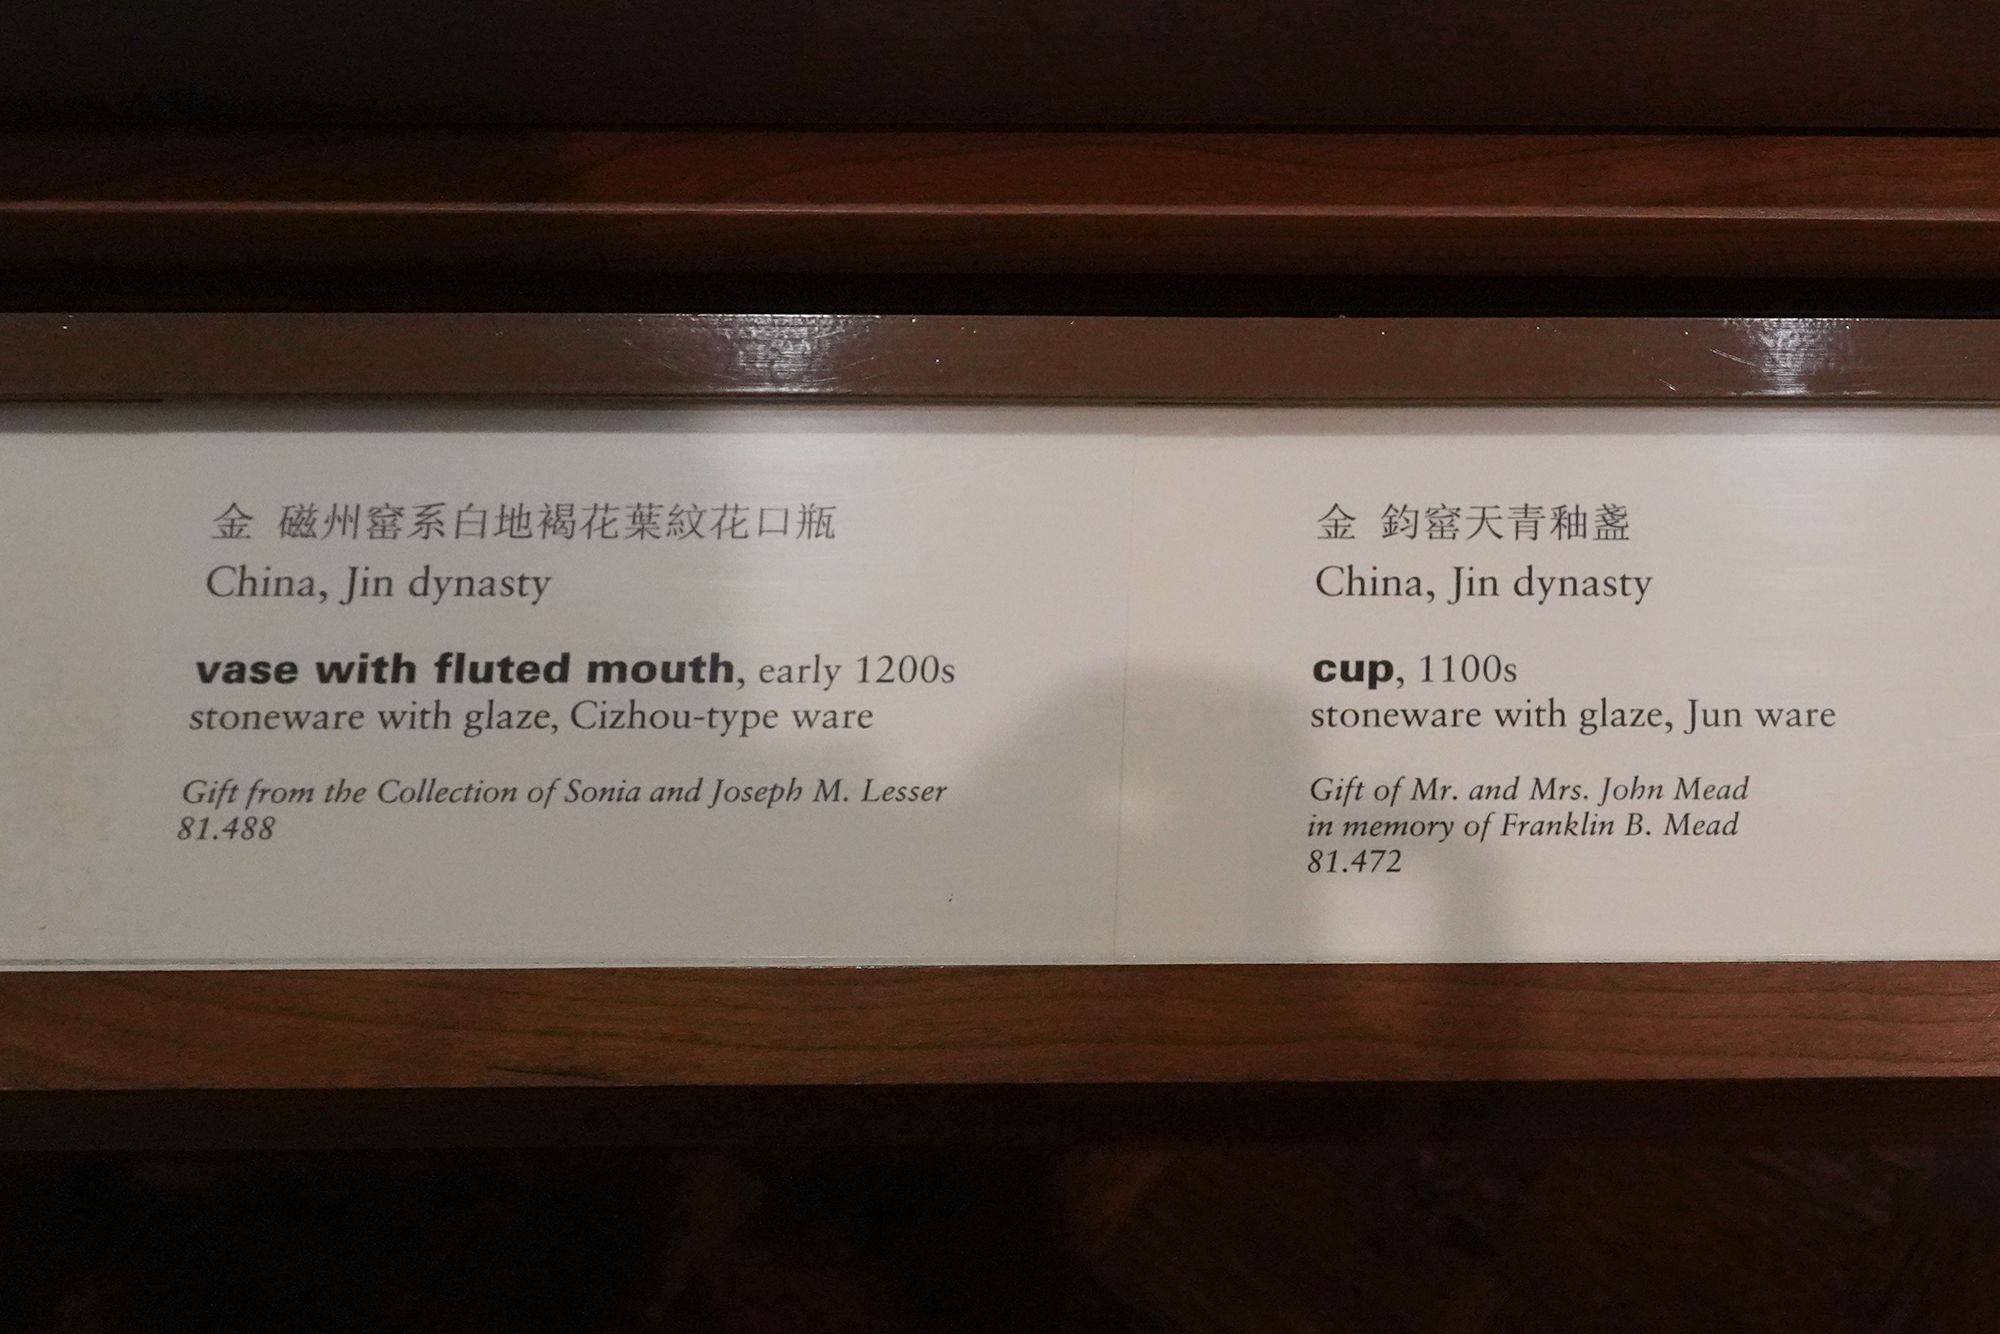 金 磁州窰系白地褐花葉紋花口瓶
China, Jin dynasty
vase with fluted mouth, early 1200s
stoneware with glaze, Cizhou-type ware
Gift from the Collection of Sonia and Joseph M. Lesser
81.488
金 鈞窰天青釉盞
China, Jin dynasty
cup, 1100s
stoneware with glaze, Jun ware
Gift of Mr. and Mrs. John Mead
in memory of Franklin B. Mead
81.472